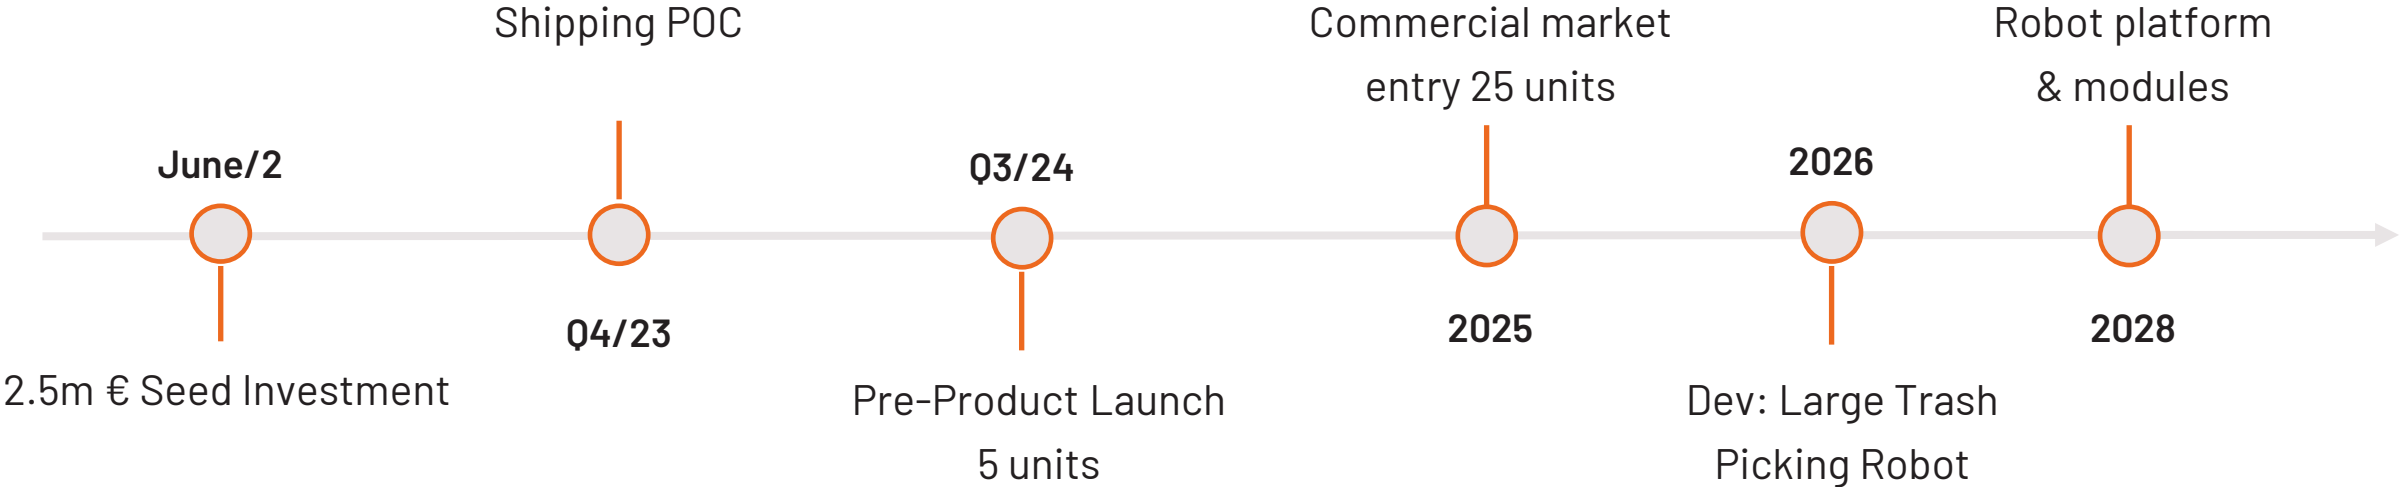 Shipping POC
Commercial market
entry 25 units
Robot platform
& modules
June/2
Q3/24
2026
Q4/23
2025
2028
2.5m € Seed Investment
Pre-Product Launch
5 units
Dev: Large Trash
Picking Robot